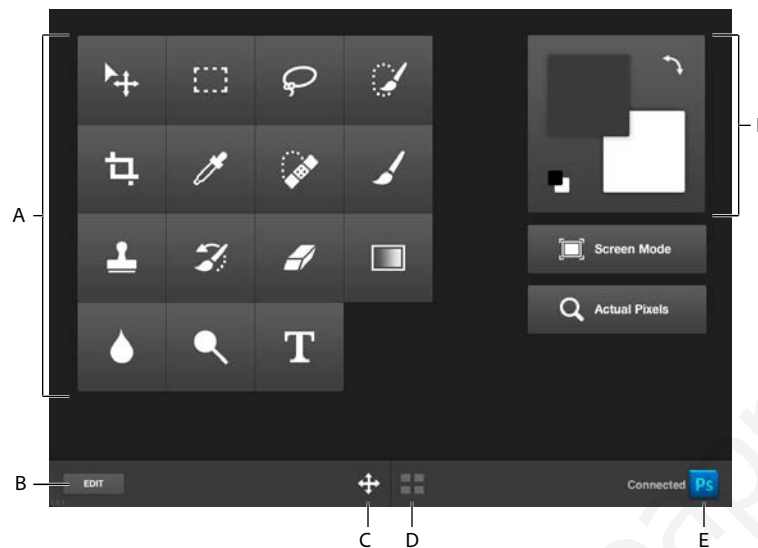 A
Screen Mode
Actual Pixels
T
B
EDIT
Connected Ps
C D E